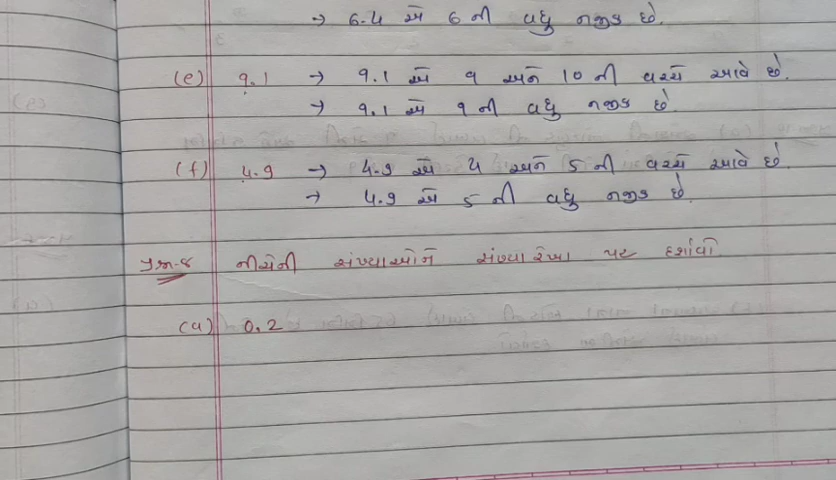 → 6.4 એ 6 ની વધુ નજીક છે.
(e) 9.1 → 9.1 એ 9 અને 10 ની વચ્ચે આવે છે.
→ 9.1 એ 9 ની વધુ નજીક છે.
(f) 4.9 → 4.9 એ 4 અને 5 ની વચ્ચે આવે છે.
→ 4.9 એ 5 ની વધુ નજીક છે.
પ્રશ્ન-૪ નીચેની સંખ્યાઓને સંખ્યા રેખા પર દર્શાવો.
(a) 0.2